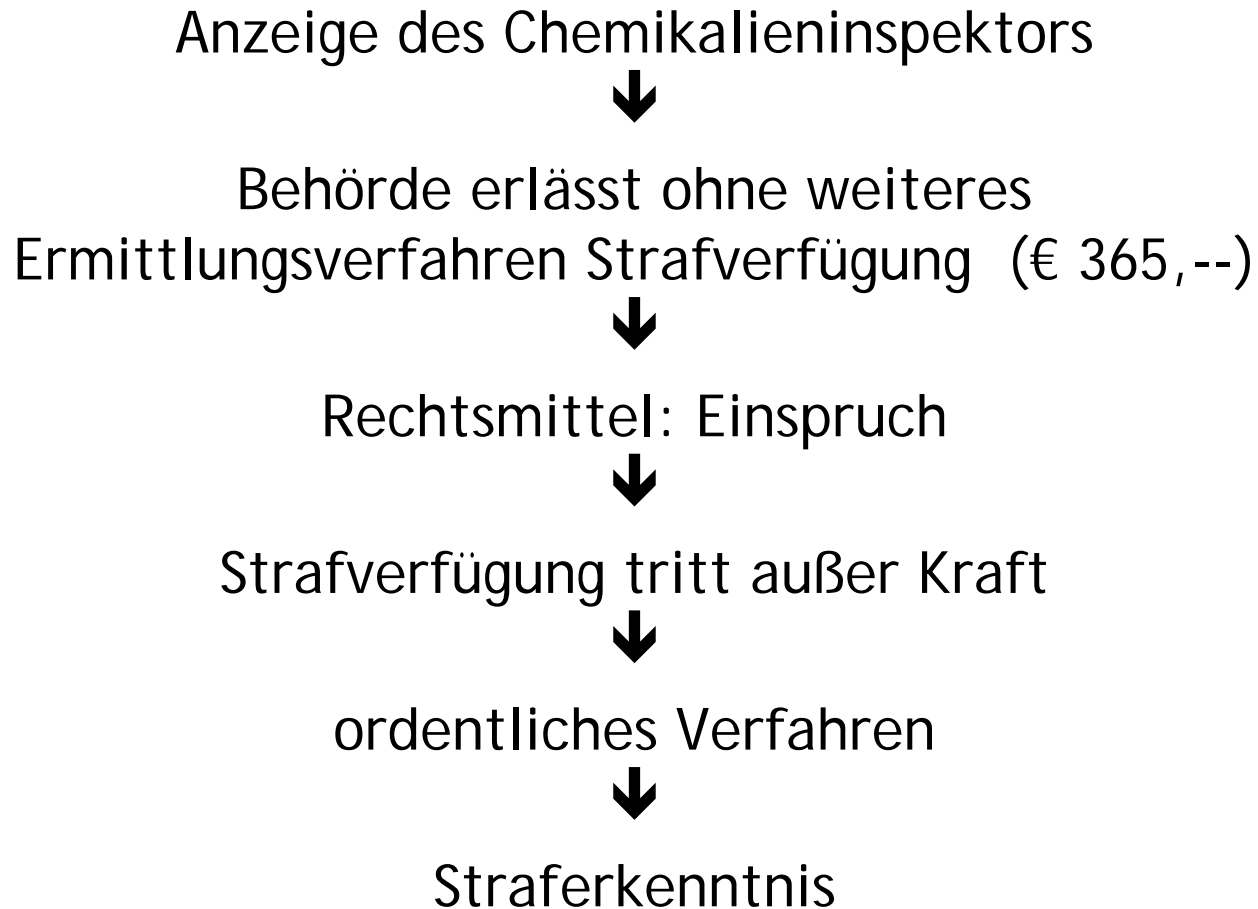 Anzeige des Chemikalieninspektors
🡻
Behörde erlässt ohne weiteres
Ermittlungsverfahren Strafverfügung (€ 365,--)
🡻
Rechtsmittel: Einspruch
🡻
Strafverfügung tritt außer Kraft
🡻
ordentliches Verfahren
🡻
Straferkenntnis